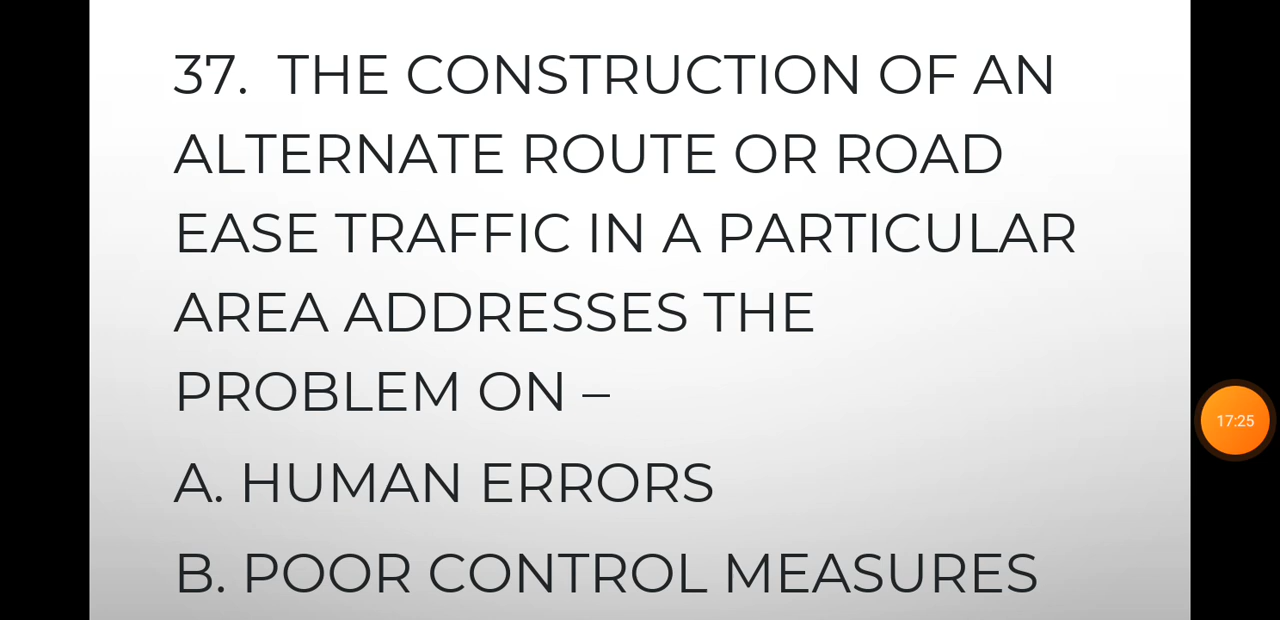 37. THE CONSTRUCTION OF AN
ALTERNATE ROUTE OR ROAD
EASE TRAFFIC IN A PARTICULAR
AREA ADDRESSES THE
PROBLEM ON –
A. HUMAN ERRORS
B. POOR CONTROL MEASURES
17:25